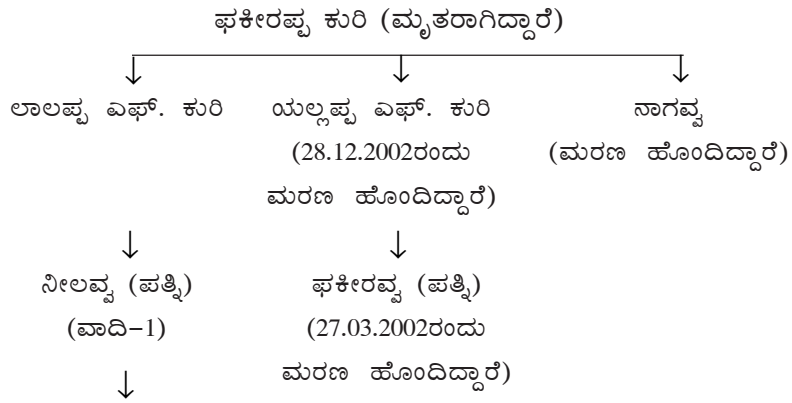 ಫಕೀರಪ್ಪ ಕುರಿ (ಮೃತರಾಗಿದ್ದಾರೆ)
ಲಾಲಪ್ಪ ಎಫ್. ಕುರಿ ಯಲ್ಲಪ್ಪ ಎಫ್. ಕುರಿ ನಾಗವ್ವ
(28.12.2002ರಂದು (ಮರಣ ಹೊಂದಿದ್ದಾರೆ)
ಮರಣ ಹೊಂದಿದ್ದಾರೆ)
ನೀಲವ್ವ (ಪತ್ನಿ) ಫಕೀರವ್ವ (ಪತ್ನಿ)
(ವಾದಿ–1) (27.03.2002ರಂದು
ಮರಣ ಹೊಂದಿದ್ದಾರೆ)